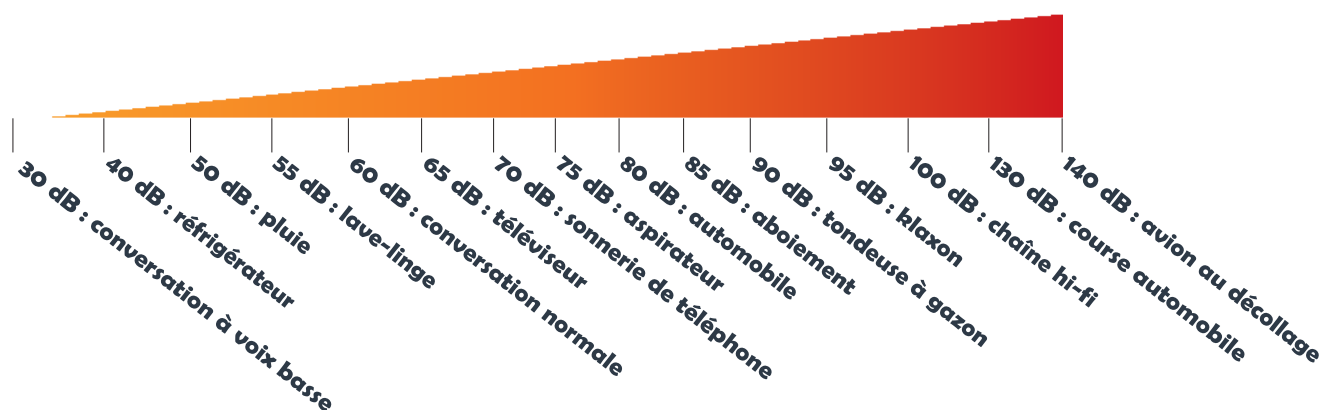 30 dB : conversation à voix basse
40 dB : réfrigérateur
50 dB : pluie
55 dB : lave-linge
60 dB : conversation normale
65 dB : téléviseur
70 dB : sonnerie de téléphone
75 dB : aspirateur
80 dB : automobile
85 dB : aboiement
90 dB : tondeuse à gazon
95 dB : klaxon
100 dB : chaîne hi-fi
130 dB : course automobile
140 dB : avion au décollage